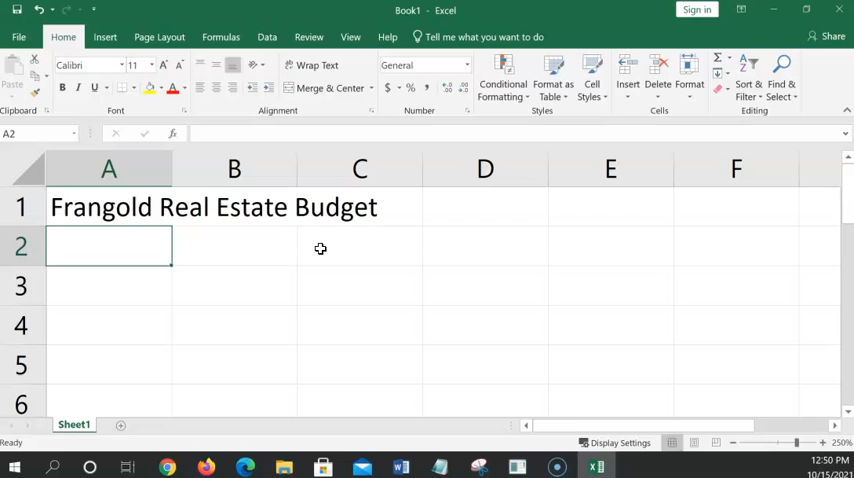 Book1 - Excel
Sign in
File Home Insert Page Layout Formulas Data Review View Help Tell me what you want to do Share
Paste
Calibri 11 A A Wrap Text General
B I U A Merge & Center $ % ,
Conditional Formatting Format as Table Cell Styles Insert Delete Format Sort & Filter Find & Select
Clipboard Font Alignment Number Styles Cells Editing
A2 fx
A B C D E F
1 Frangold Real Estate Budget
2
3
4
5
6
Sheet1
Ready Display Settings 250%
12:50 PM
10/15/2021